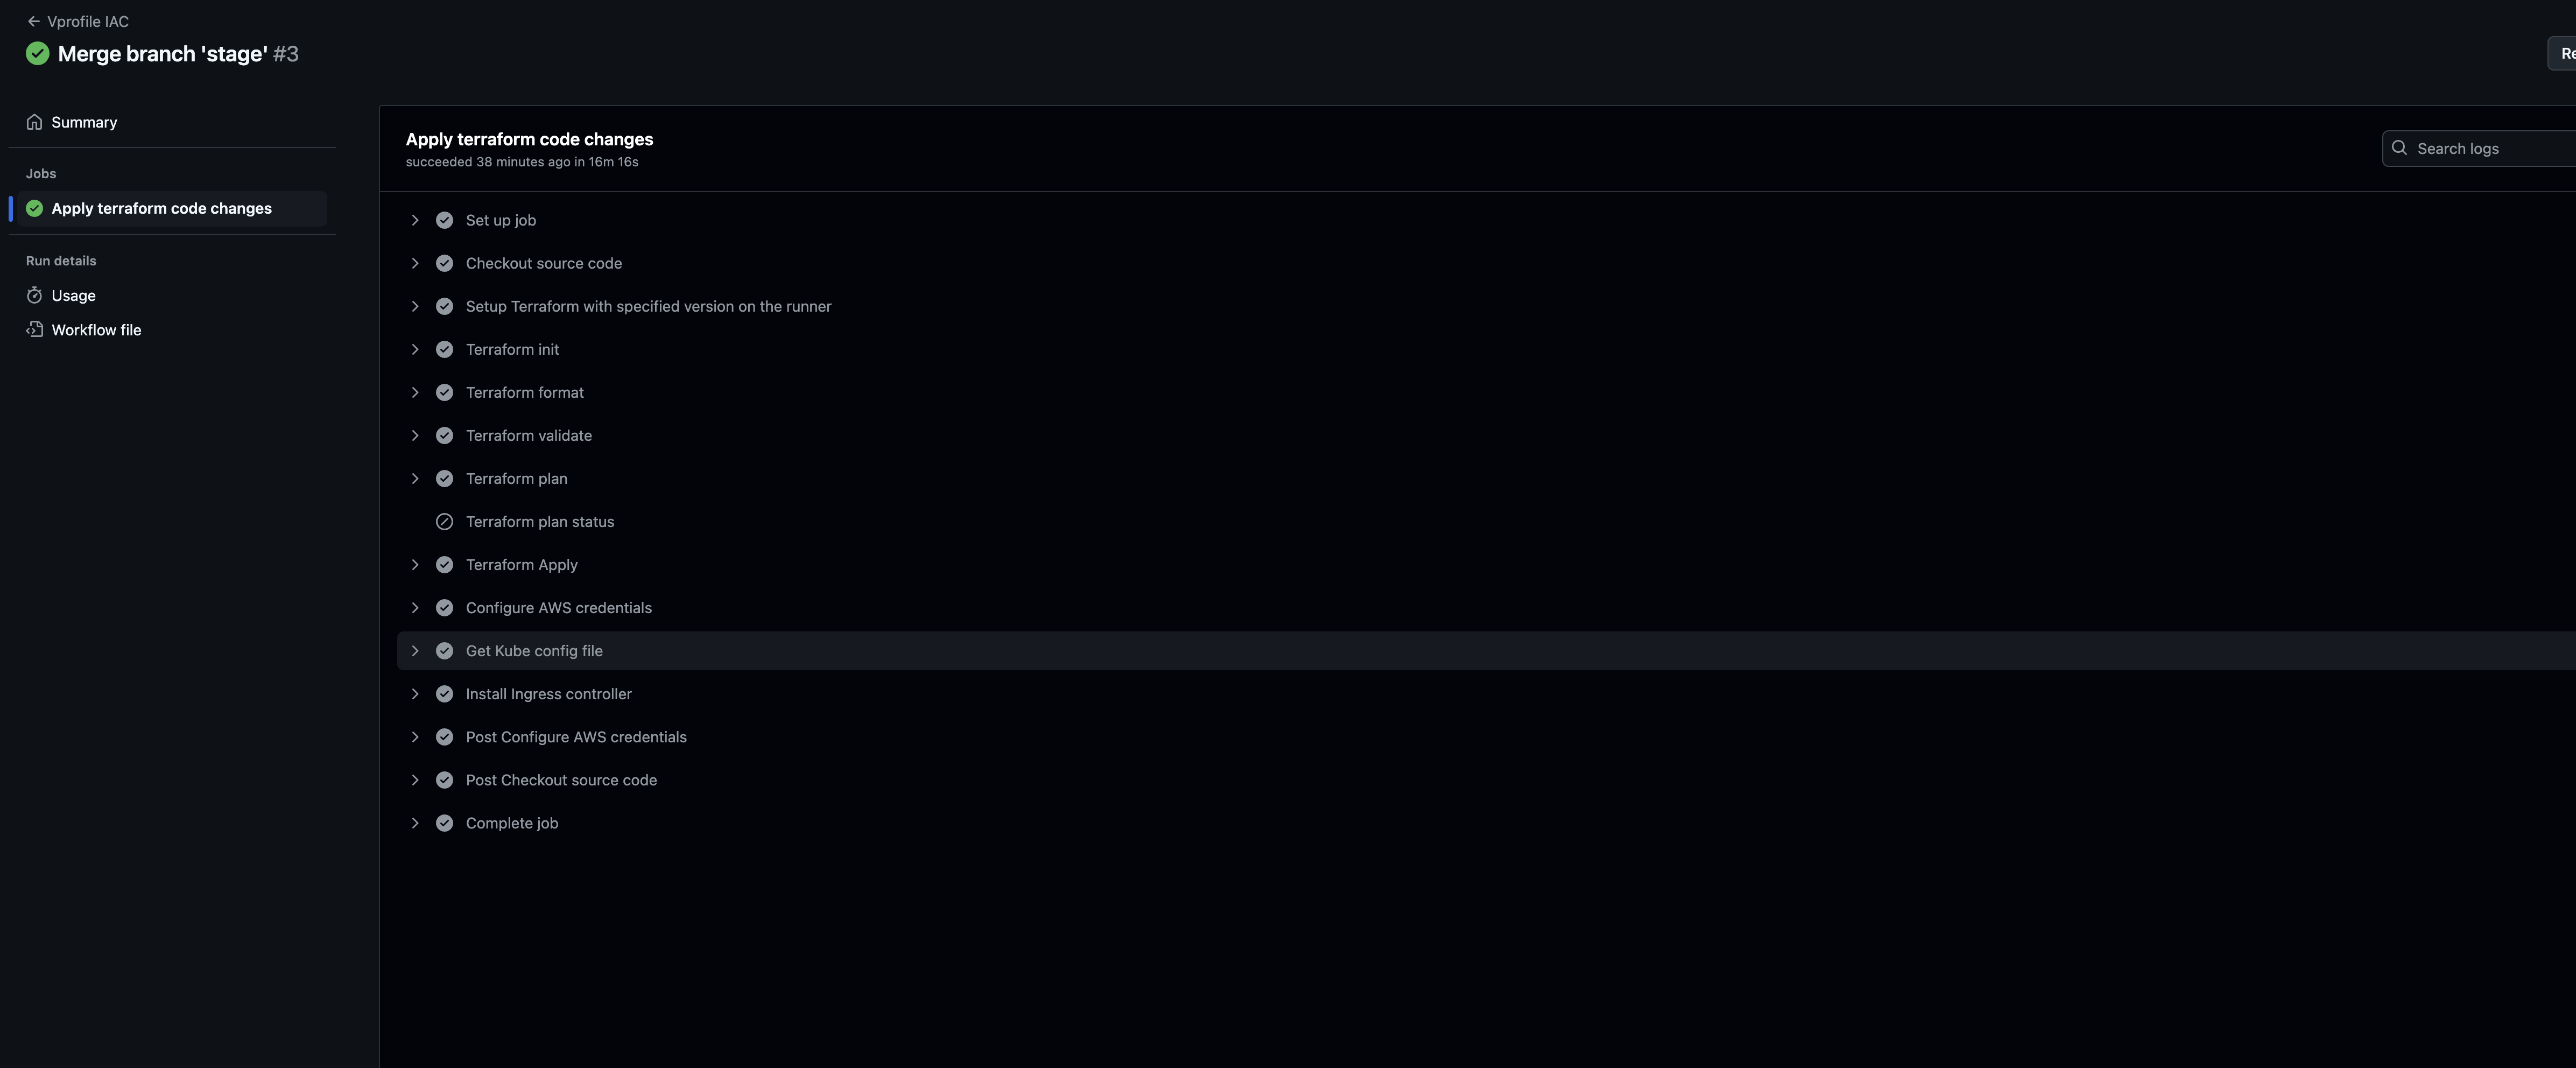 Vprofile IAC
Merge branch 'stage' #3
Summary
Jobs
Apply terraform code changes
Run details
Usage
Workflow file
Apply terraform code changes
succeeded 38 minutes ago in 16m 16s
Search logs
Set up job
Checkout source code
Setup Terraform with specified version on the runner
Terraform init
Terraform format
Terraform validate
Terraform plan
Terraform plan status
Terraform Apply
Configure AWS credentials
Get Kube config file
Install Ingress controller
Post Configure AWS credentials
Post Checkout source code
Complete job